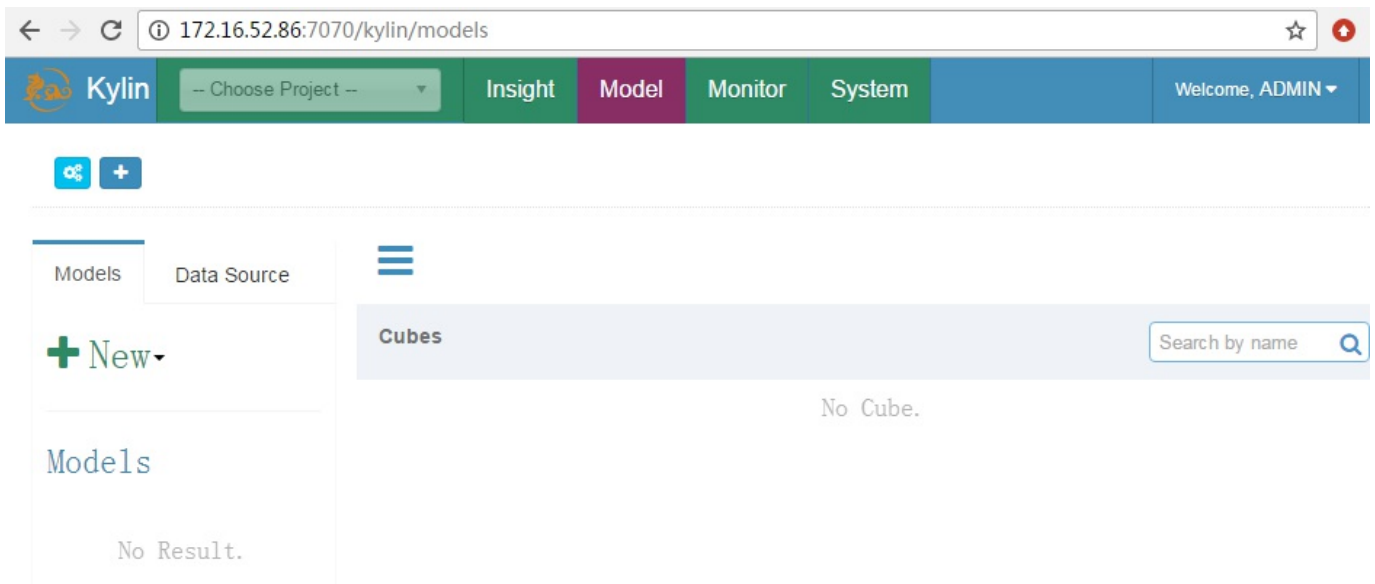 172.16.52.86:7070/kylin/models
Kylin -- Choose Project -- Insight Model Monitor System Welcome, ADMIN
Models Data Source
New
Cubes Search by name
No Cube.
Models
No Result.